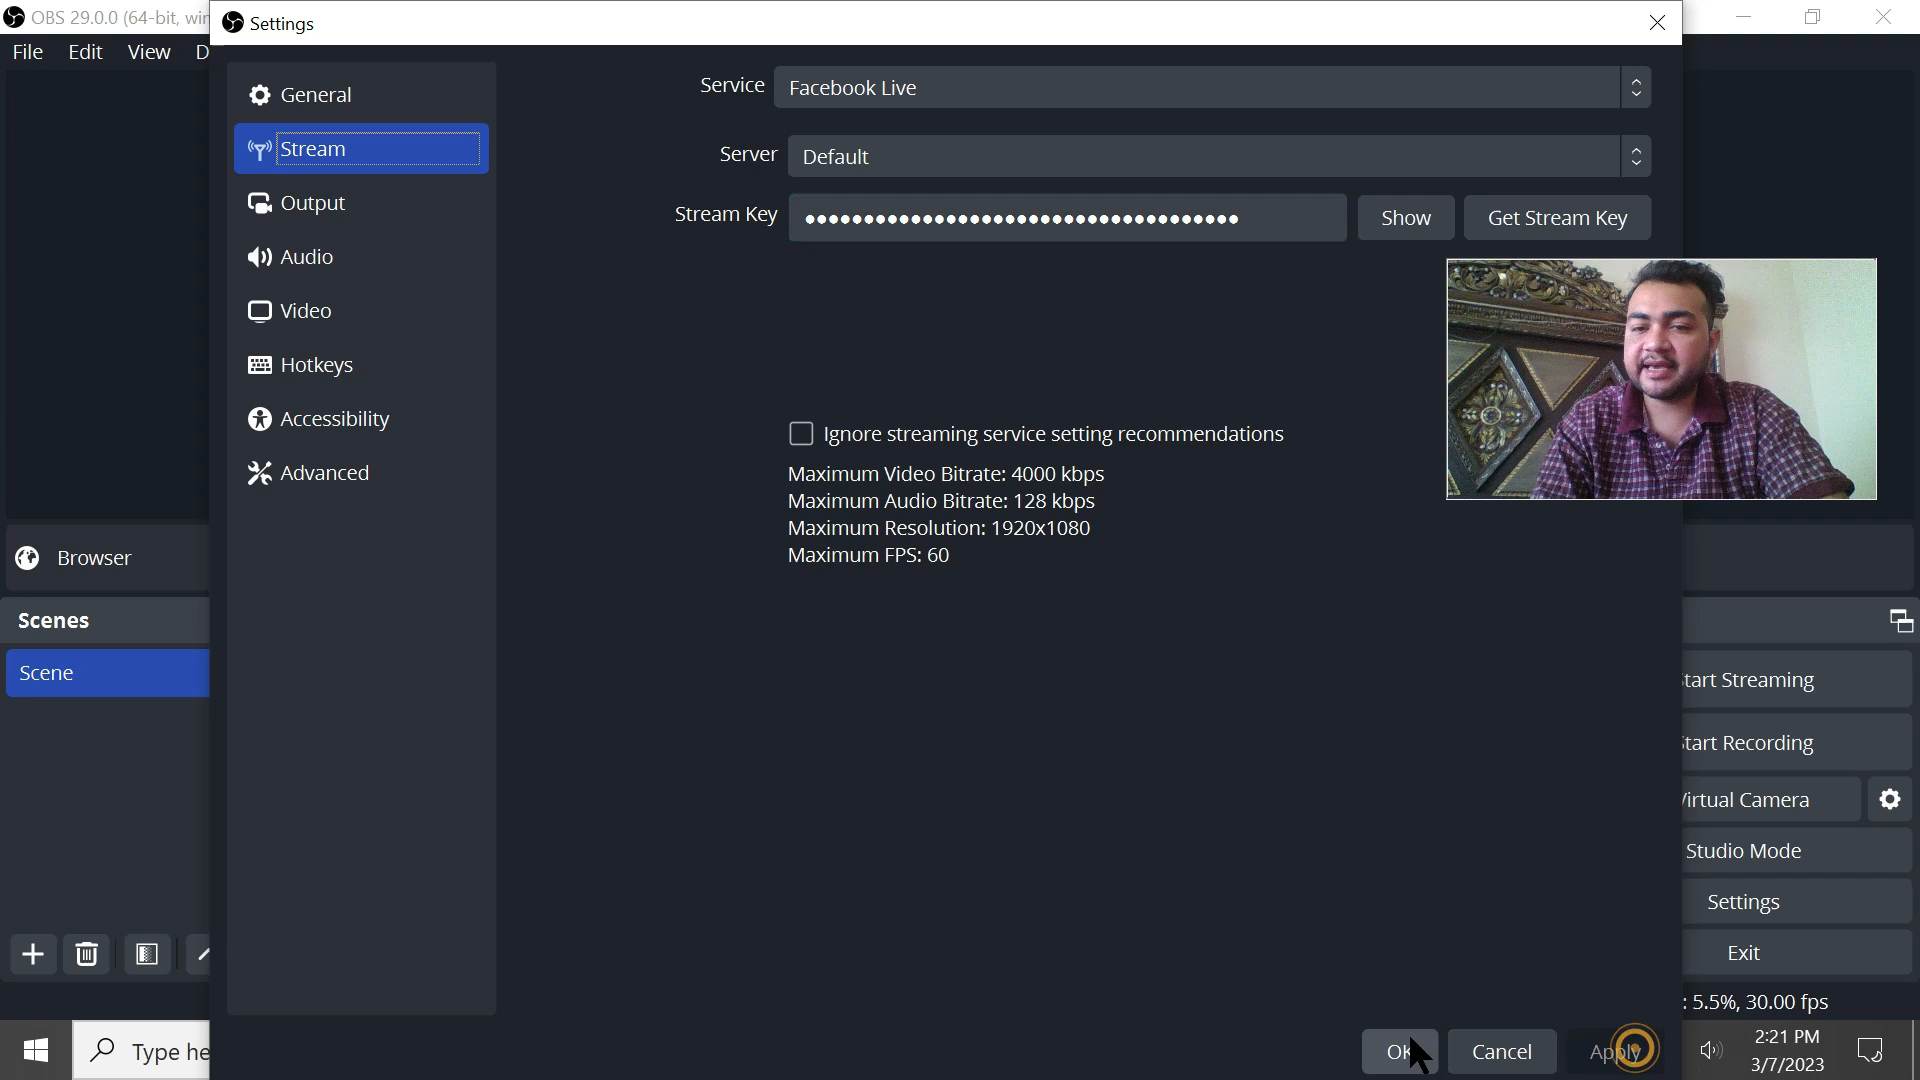 OBS 29.0.0 (64-bit, win
Settings
File Edit View D
General
Stream
Output
Audio
Video
Hotkeys
Accessibility
Advanced
Service Facebook Live
Server Default
Stream Key ●●●●●●●●●●●●●●●●●●●●●●●●●●●●●●●●●●●●● Show Get Stream Key
Ignore streaming service setting recommendations
Maximum Video Bitrate: 4000 kbps
Maximum Audio Bitrate: 128 kbps
Maximum Resolution: 1920x1080
Maximum FPS: 60
Browser
Scenes
Scene
tart Streaming
tart Recording
Virtual Camera
Studio Mode
Settings
Exit
: 5.5%, 30.00 fps
OK Cancel Apply
Type he
2:21 PM
3/7/2023